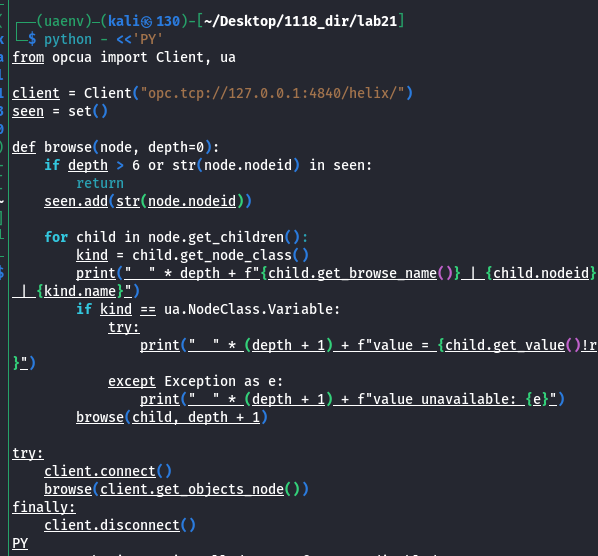 (uaenv)-(kali㉿130)-[~/Desktop/1118_dir/lab21]
$ python - <<'PY'
from opcua import Client, ua

client = Client("opc.tcp://127.0.0.1:4840/helix/")
seen = set()

def browse(node, depth=0):
    if depth > 6 or str(node.nodeid) in seen:
        return
    seen.add(str(node.nodeid))

    for child in node.get_children():
        kind = child.get_node_class()
        print("  " * depth + f"{child.get_browse_name()} | {child.nodeid}
 | {kind.name}")
        if kind == ua.NodeClass.Variable:
            try:
                print("  " * (depth + 1) + f"value = {child.get_value()!r
}")
            except Exception as e:
                print("  " * (depth + 1) + f"value unavailable: {e}")
        browse(child, depth + 1)

try:
    client.connect()
    browse(client.get_objects_node())
finally:
    client.disconnect()
PY